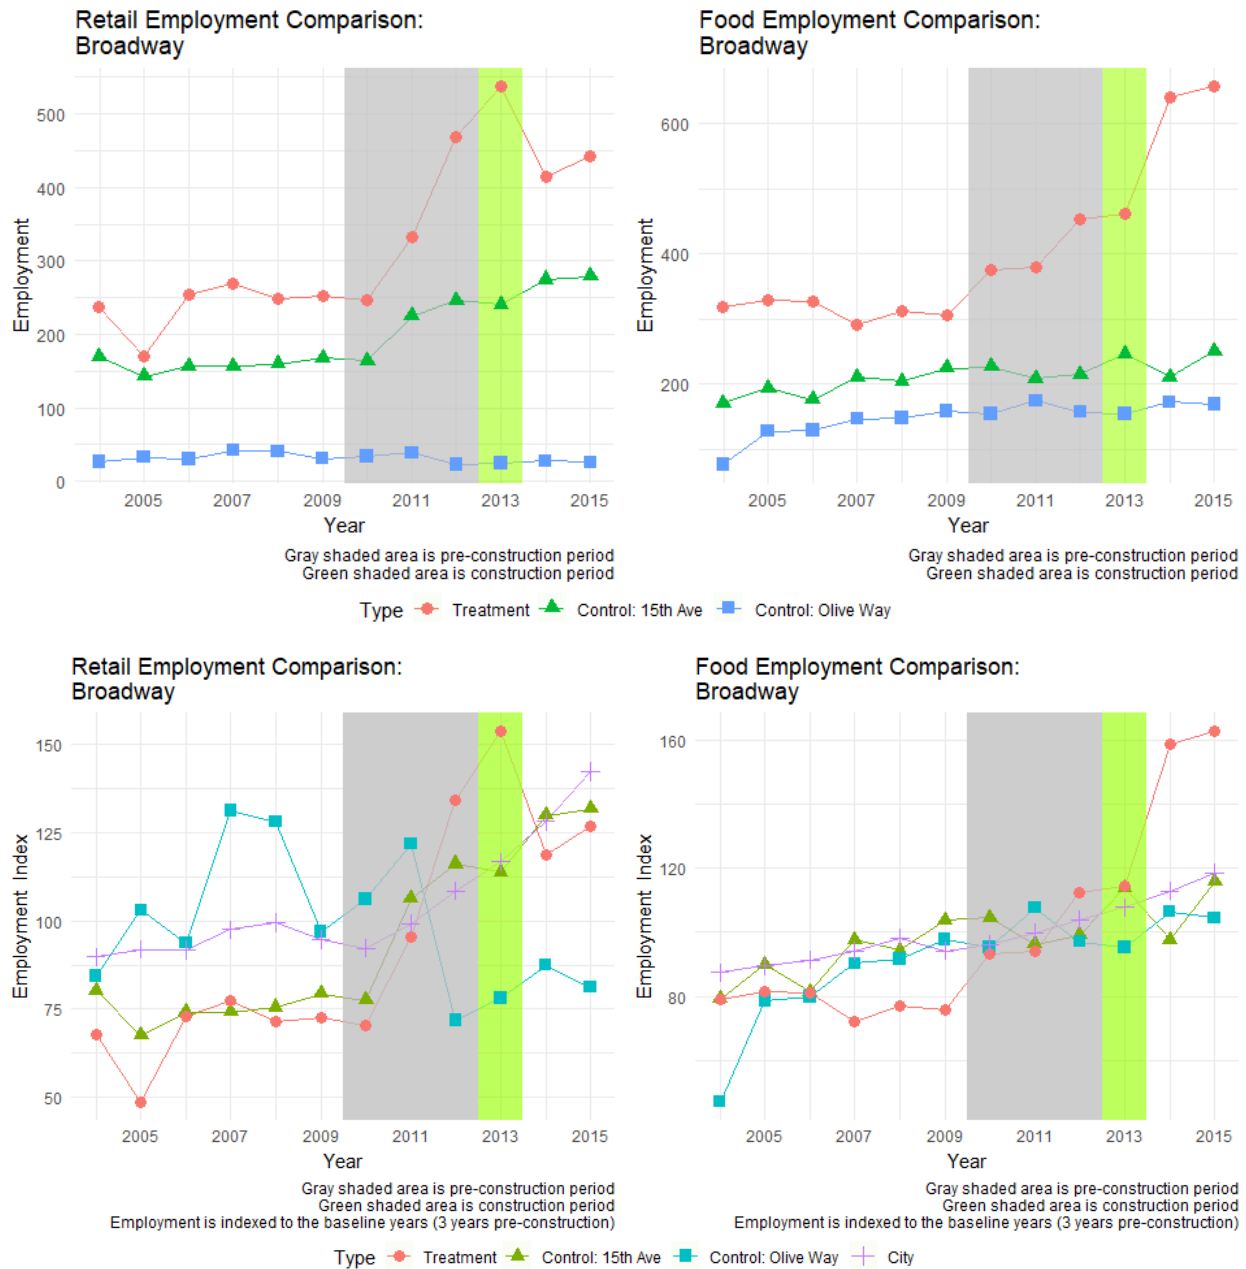 Retail Employment Comparison:
Broadway
Employment
500
400
300
200
100
0
2005 2007 2009 2011 2013 2015
Year
Gray shaded area is pre-construction period
Green shaded area is construction period
Food Employment Comparison:
Broadway
Employment
600
400
200
2005 2007 2009 2011 2013 2015
Year
Gray shaded area is pre-construction period
Green shaded area is construction period
Type Treatment Control: 15th Ave Control: Olive Way
Retail Employment Comparison:
Broadway
Employment Index
150
125
100
75
50
2005 2007 2009 2011 2013 2015
Year
Gray shaded area is pre-construction period
Green shaded area is construction period
Employment is indexed to the baseline years (3 years pre-construction)
Food Employment Comparison:
Broadway
Employment Index
160
120
80
2005 2007 2009 2011 2013 2015
Year
Gray shaded area is pre-construction period
Green shaded area is construction period
Employment is indexed to the baseline years (3 years pre-construction)
Type Treatment Control: 15th Ave Control: Olive Way City